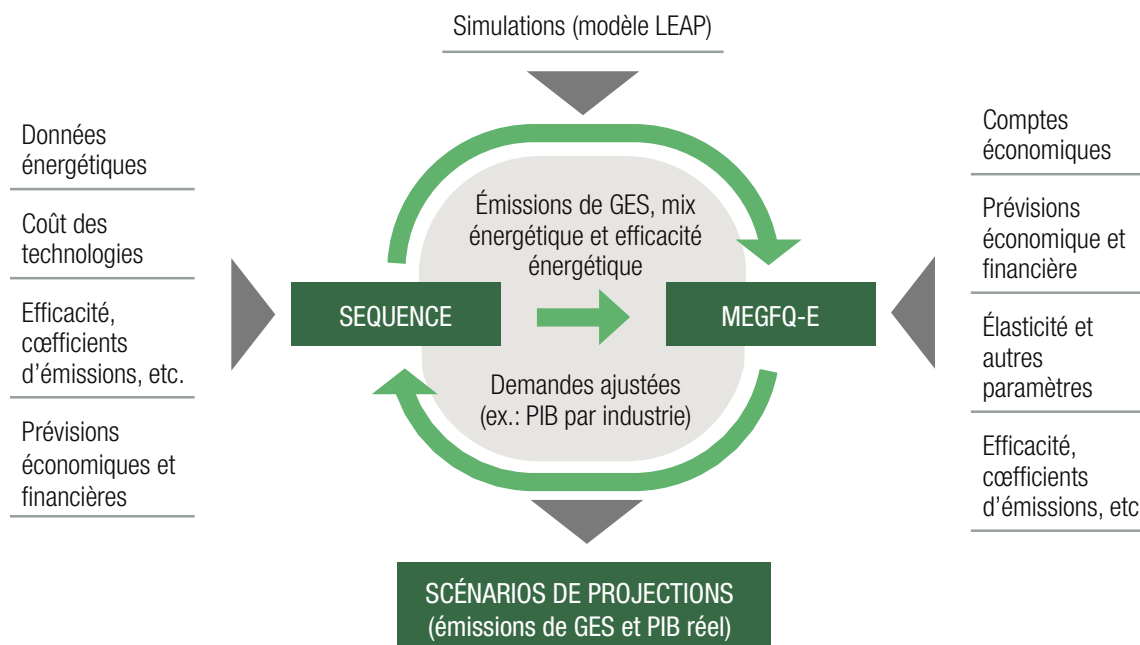 Simulations (modèle LEAP)
Données
énergétiques
Coût des
technologies
Efficacité,
cœfficients
d'émissions, etc.
Prévisions
économiques et
financières
Émissions de GES, mix
énergétique et efficacité
énergétique
SEQUENCE
MEGFQ-E
Demandes ajustées
(ex.: PIB par industrie)
Comptes
économiques
Prévisions
économique et
financière
Élasticité et
autres
paramètres
Efficacité,
cœfficients
d'émissions, etc
SCÉNARIOS DE PROJECTIONS
(émissions de GES et PIB réel)